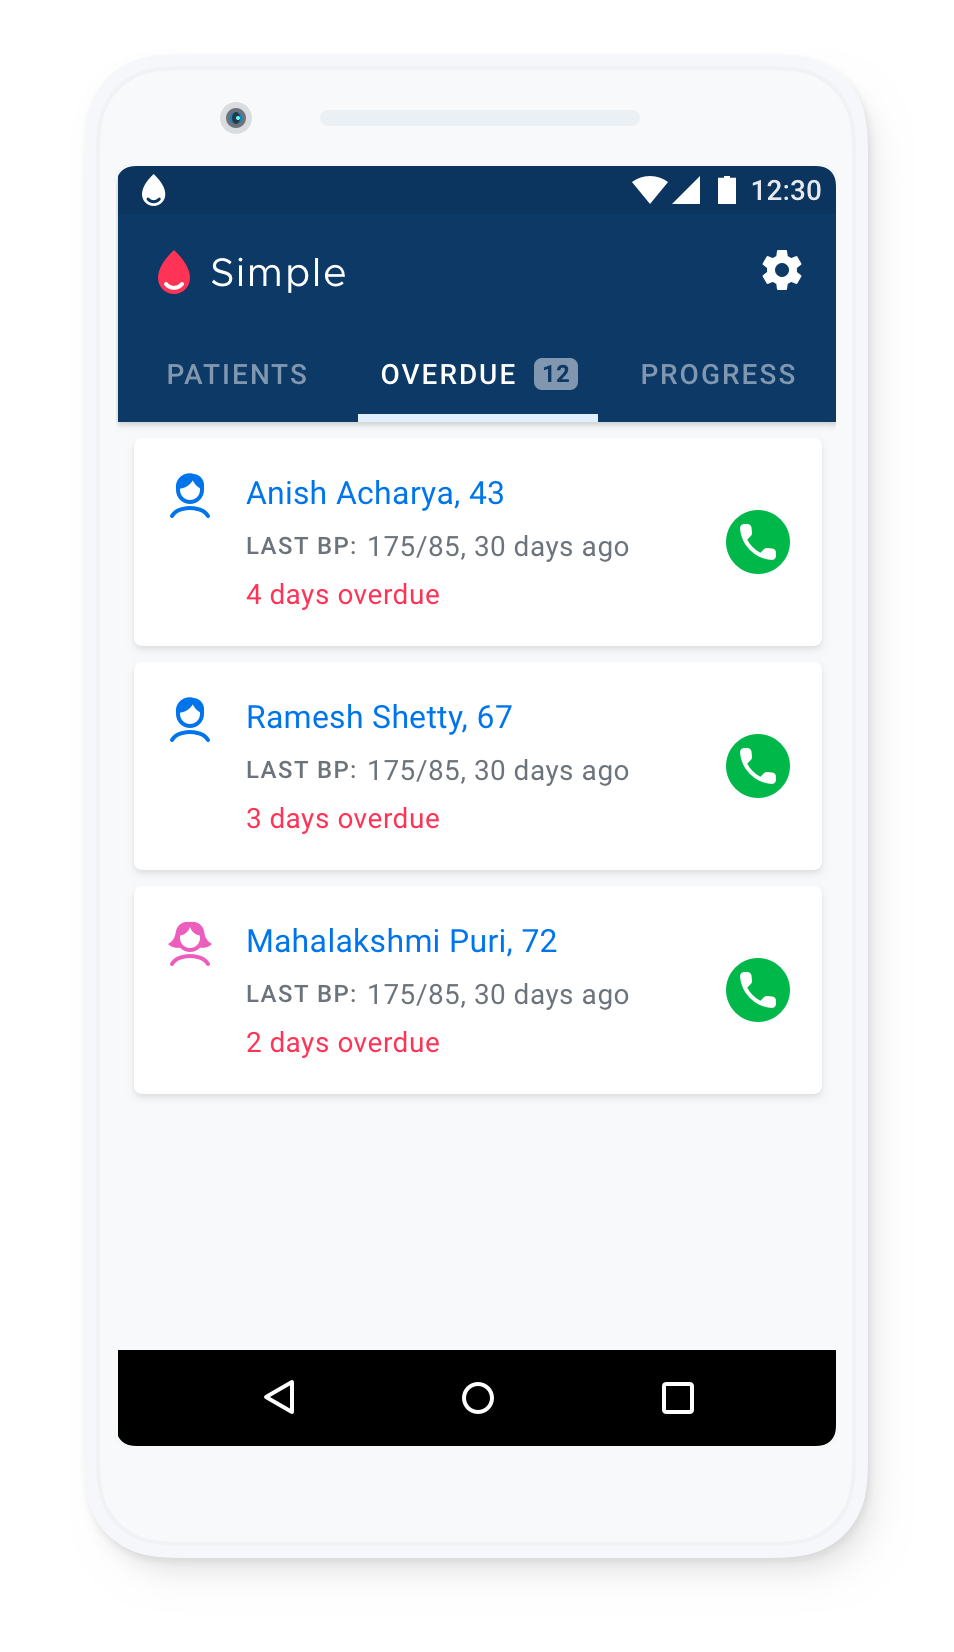 12:30
Simple
PATIENTS OVERDUE 12 PROGRESS
Anish Acharya, 43
LAST BP: 175/85, 30 days ago
4 days overdue
Ramesh Shetty, 67
LAST BP: 175/85, 30 days ago
3 days overdue
Mahalakshmi Puri, 72
LAST BP: 175/85, 30 days ago
2 days overdue